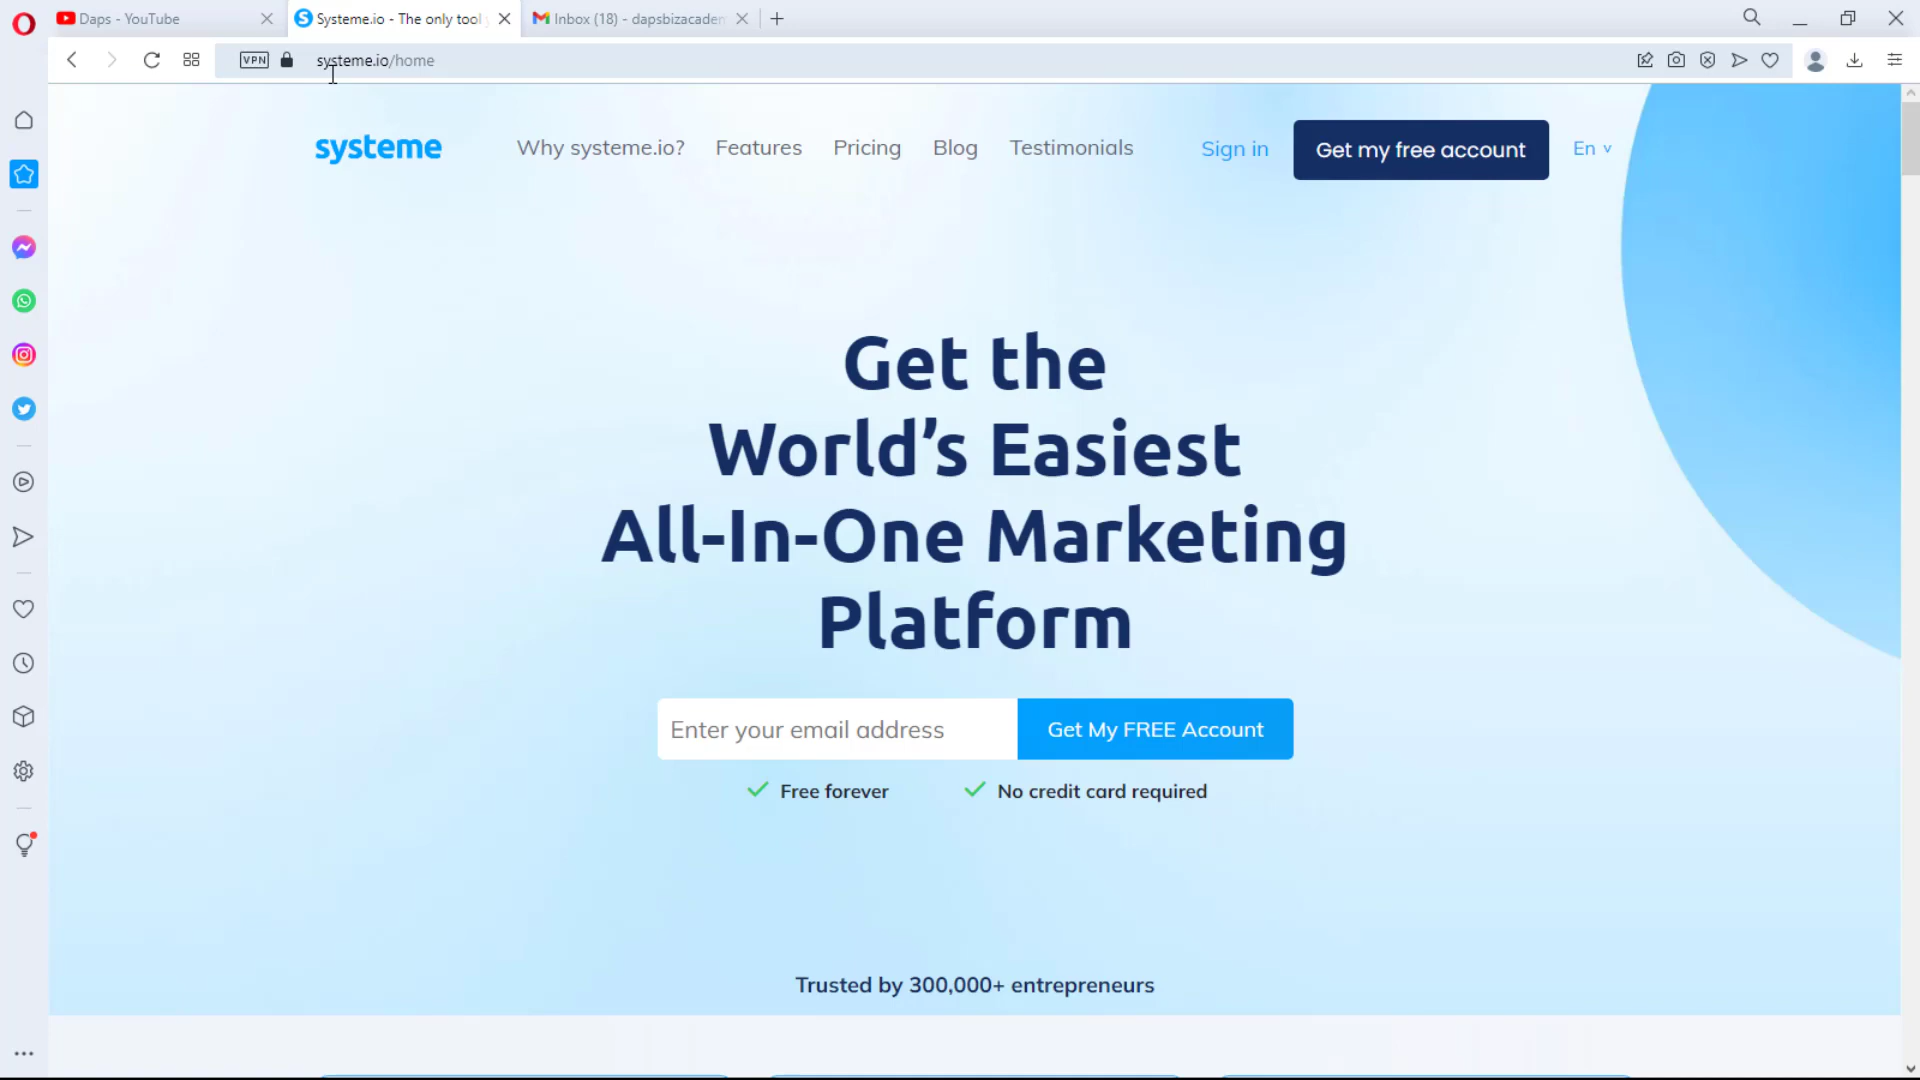 Daps - YouTube
Systeme.io - The only tool
Inbox (18) - dapsbizacaden
VPN
systeme.io/home
systeme
Why systeme.io?
Features
Pricing
Blog
Testimonials
Sign in
Get my free account
En
Get the
World's Easiest
All-In-One Marketing
Platform
Enter your email address
Get My FREE Account
Free forever
No credit card required
Trusted by 300,000+ entrepreneurs